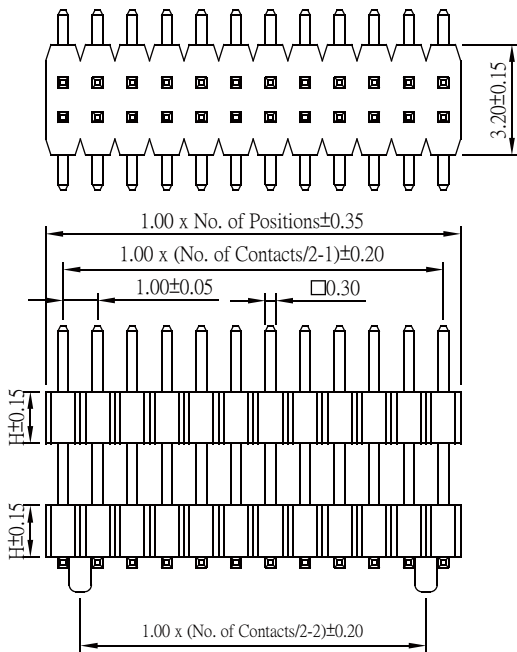 3.20±0.15
1.00 x No. of Positions±0.35
1.00 x (No. of Contacts/2-1)±0.20
1.00±0.05
□0.30
H±0.15
H±0.15
1.00 x (No. of Contacts/2-2)±0.20